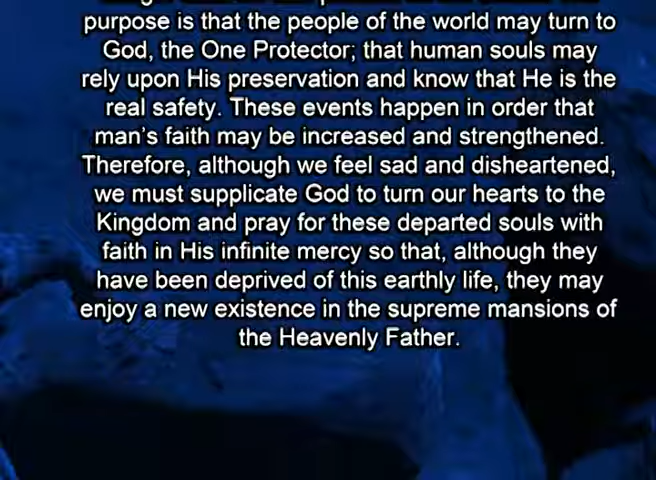 purpose is that the people of the world may turn to
God, the One Protector; that human souls may
rely upon His preservation and know that He is the
real safety. These events happen in order that
man's faith may be increased and strengthened.
Therefore, although we feel sad and disheartened,
we must supplicate God to turn our hearts to the
Kingdom and pray for these departed souls with
faith in His infinite mercy so that, although they
have been deprived of this earthly life, they may
enjoy a new existence in the supreme mansions of
the Heavenly Father.